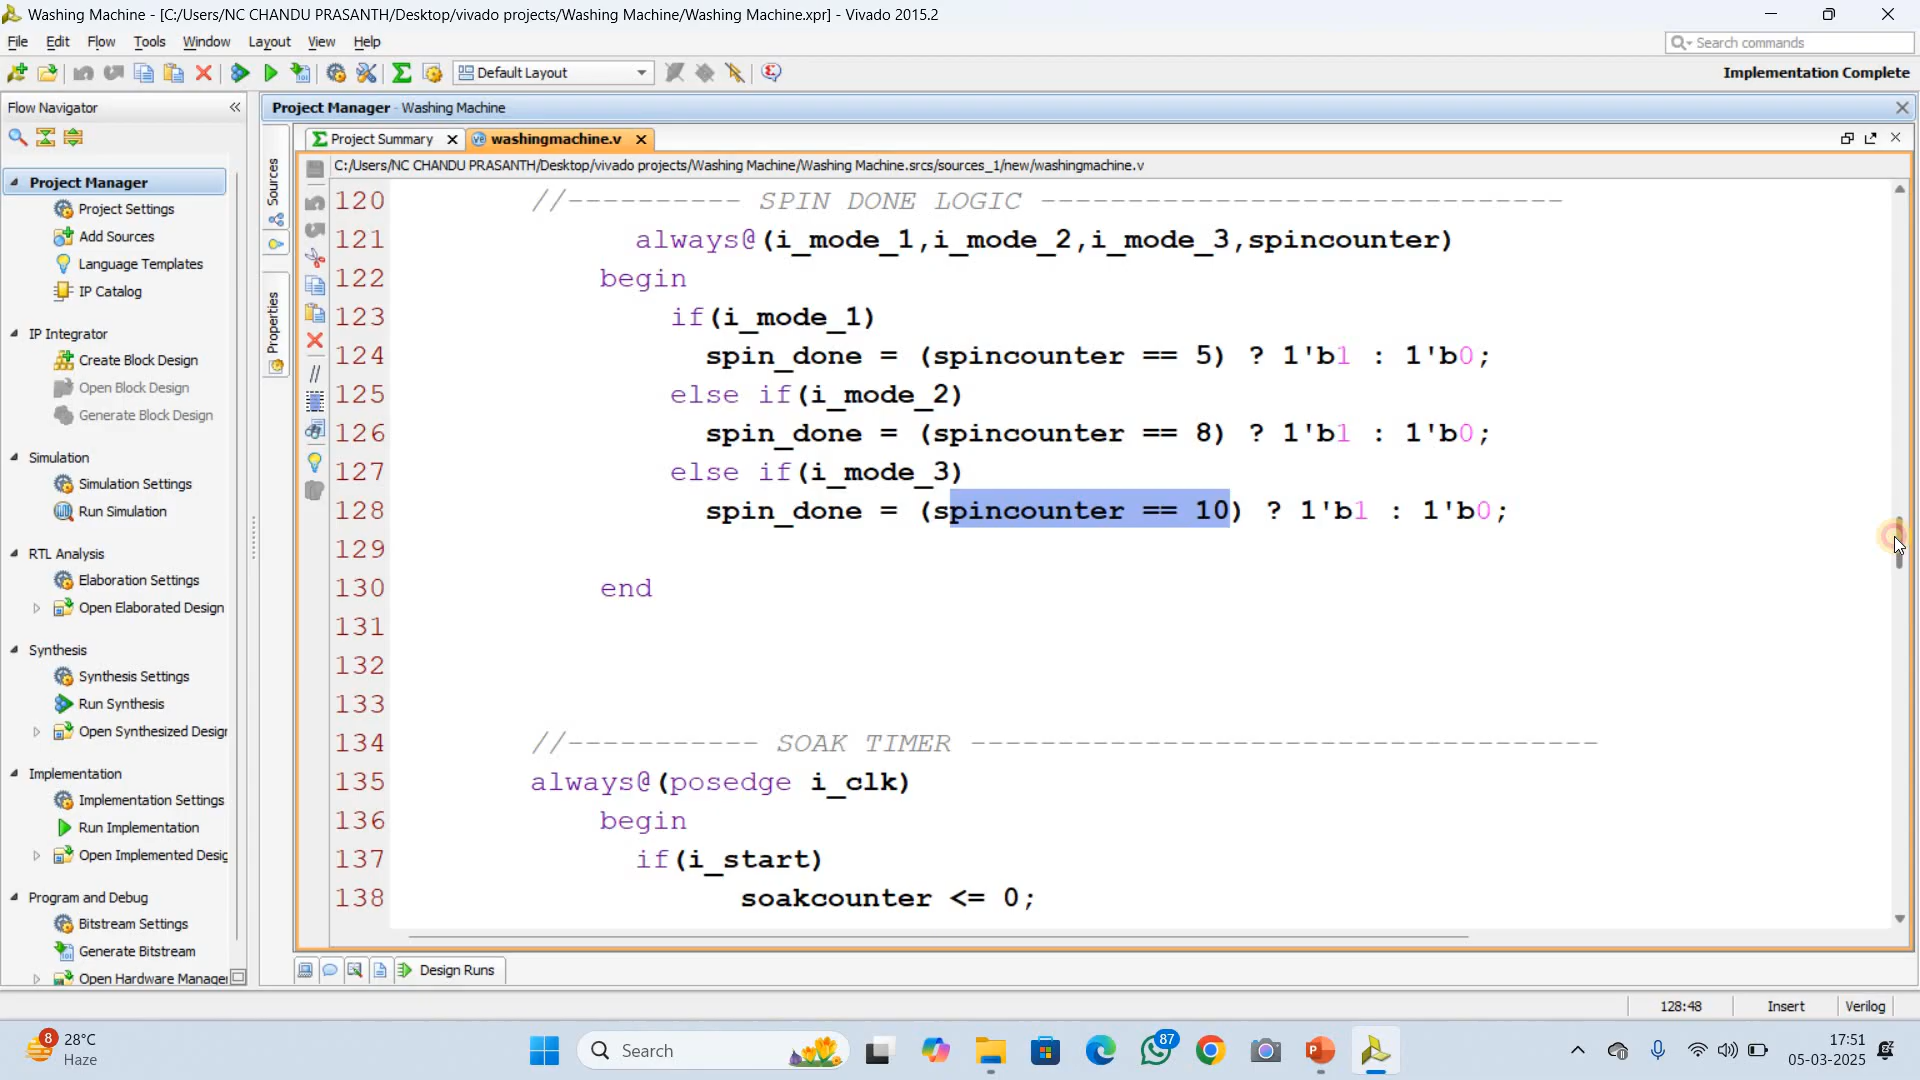 Washing Machine - [C:/Users/NC CHANDU PRASANTH/Desktop/vivado projects/Washing Machine/Washing Machine.xpr] - Vivado 2015.2
File Edit Flow Tools Window Layout View Help
Search commands
Default Layout
Implementation Complete
Flow Navigator
Project Manager - Washing Machine
Project Summary
washingmachine.v
C:/Users/NC CHANDU PRASANTH/Desktop/vivado projects/Washing Machine/Washing Machine.srcs/sources_1/new/washingmachine.v
Project Manager
Project Settings
Add Sources
Language Templates
IP Catalog
IP Integrator
Create Block Design
Open Block Design
Generate Block Design
Simulation
Simulation Settings
Run Simulation
RTL Analysis
Elaboration Settings
Open Elaborated Design
Synthesis
Synthesis Settings
Run Synthesis
Open Synthesized Desigr
Implementation
Implementation Settings
Run Implementation
Open Implemented Desig
Program and Debug
Bitstream Settings
Generate Bitstream
Open Hardware Manager
Sources
Properties
120 //---------- SPIN DONE LOGIC ------------------------------
121 always@(i_mode_1,i_mode_2,i_mode_3,spincounter)
122 begin
123 if(i_mode_1)
124 spin_done = (spincounter == 5) ? 1'b1 : 1'b0;
125 else if(i_mode_2)
126 spin_done = (spincounter == 8) ? 1'b1 : 1'b0;
127 else if(i_mode_3)
128 spin_done = (spincounter == 10) ? 1'b1 : 1'b0;
129
130 end
131
132
133
134 //----------- SOAK TIMER ------------------------------------
135 always@(posedge i_clk)
136 begin
137 if(i_start)
138 soakcounter <= 0;
Design Runs
128:48 Insert Verilog
8
28°C
Haze
Search
87
17:51
05-03-2025